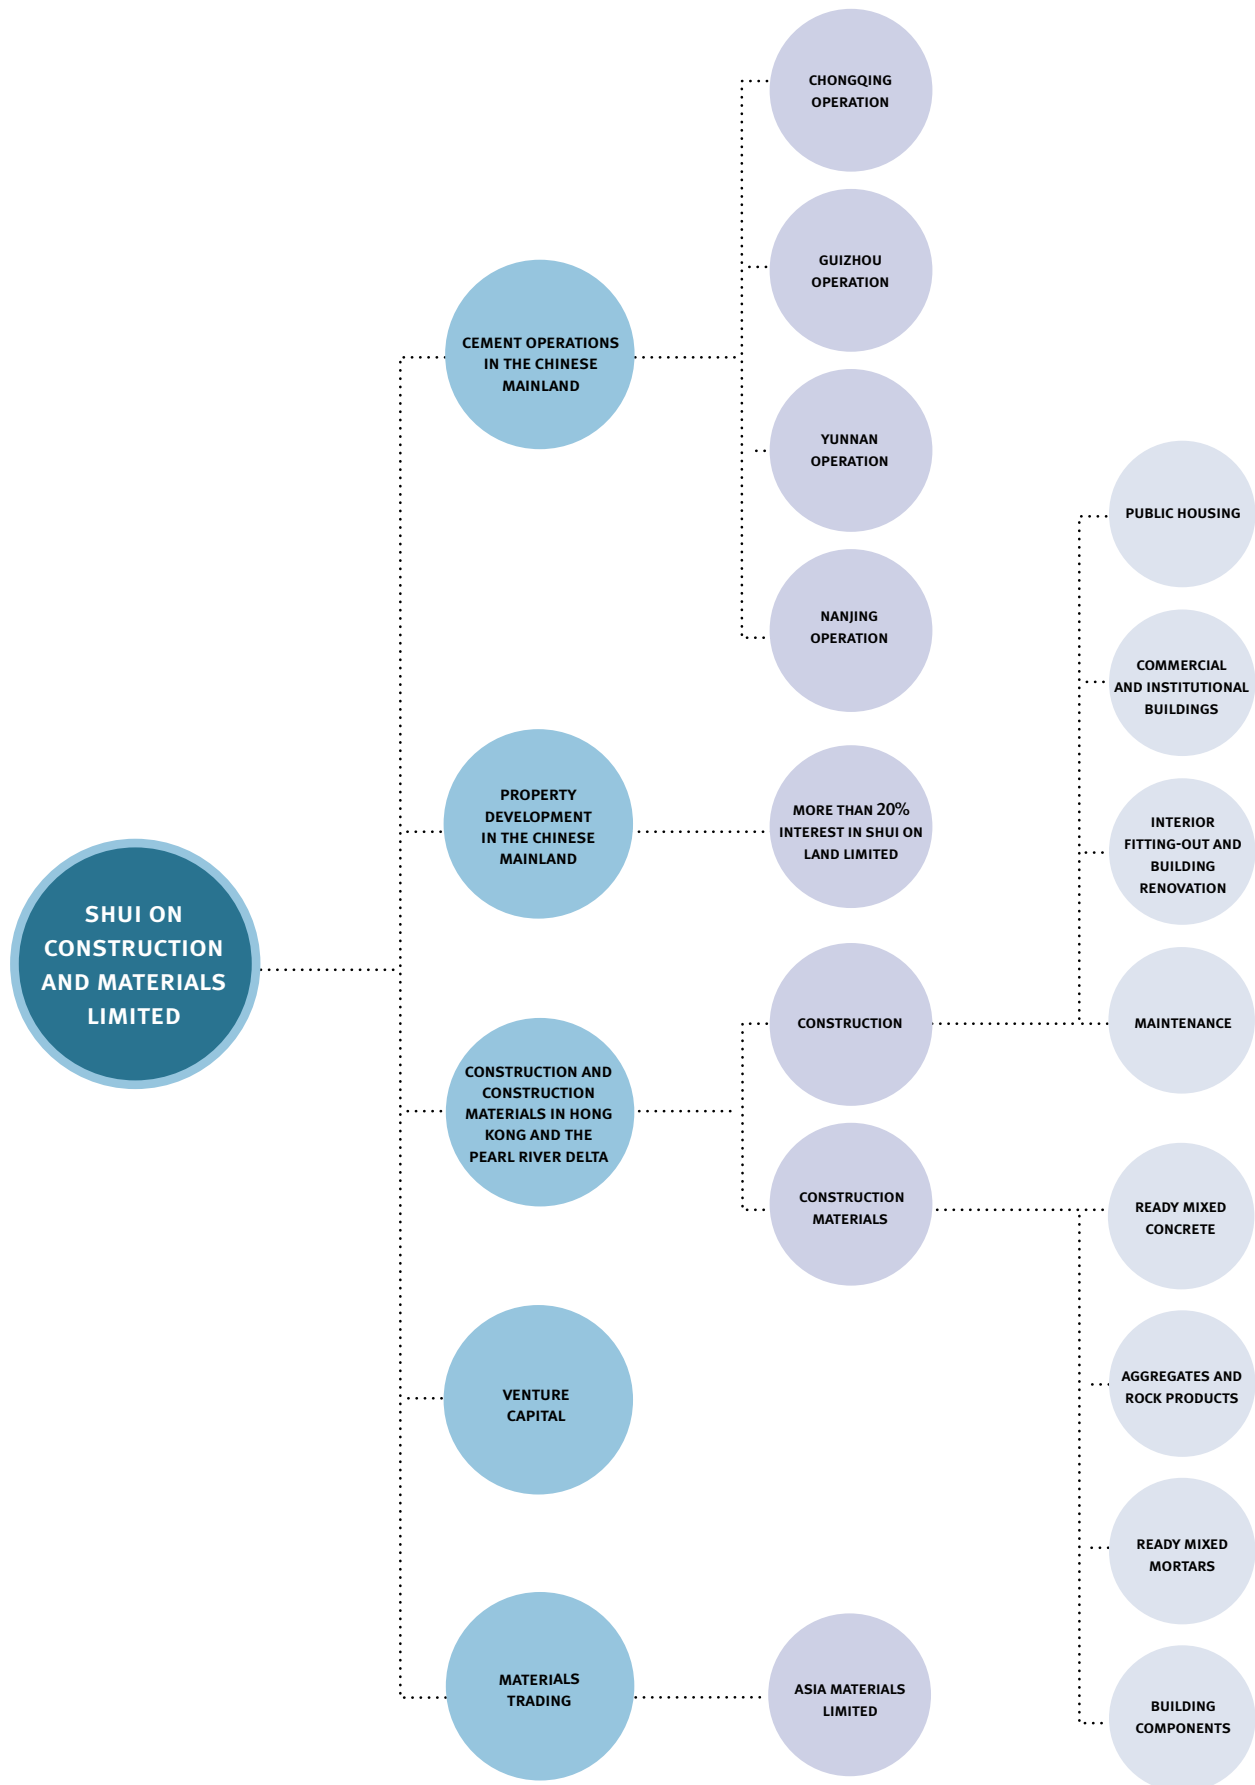 SHUI ON
CONSTRUCTION
AND MATERIALS
LIMITED
CEMENT OPERATIONS
IN THE CHINESE
MAINLAND
CHONGQING
OPERATION
GUIZHOU
OPERATION
YUNNAN
OPERATION
NANJING
OPERATION
PROPERTY
DEVELOPMENT
IN THE CHINESE
MAINLAND
MORE THAN 20%
INTEREST IN SHUI ON
LAND LIMITED
CONSTRUCTION AND
CONSTRUCTION
MATERIALS IN HONG
KONG AND THE
PEARL RIVER DELTA
CONSTRUCTION
PUBLIC HOUSING
COMMERCIAL
AND INSTITUTIONAL
BUILDINGS
INTERIOR
FITTING-OUT AND
BUILDING
RENOVATION
MAINTENANCE
CONSTRUCTION
MATERIALS
READY MIXED
CONCRETE
AGGREGATES AND
ROCK PRODUCTS
READY MIXED
MORTARS
BUILDING
COMPONENTS
VENTURE
CAPITAL
MATERIALS
TRADING
ASIA MATERIALS
LIMITED